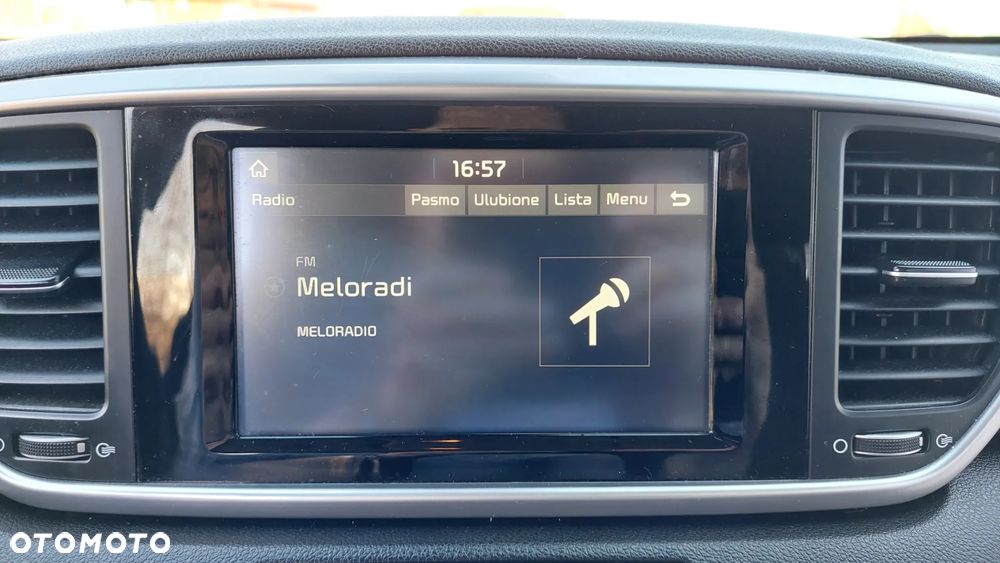 16:57
Radio Pasmo Ulubione Lista Menu
FM
Meloradi
MELORADIO
OTOMOTO